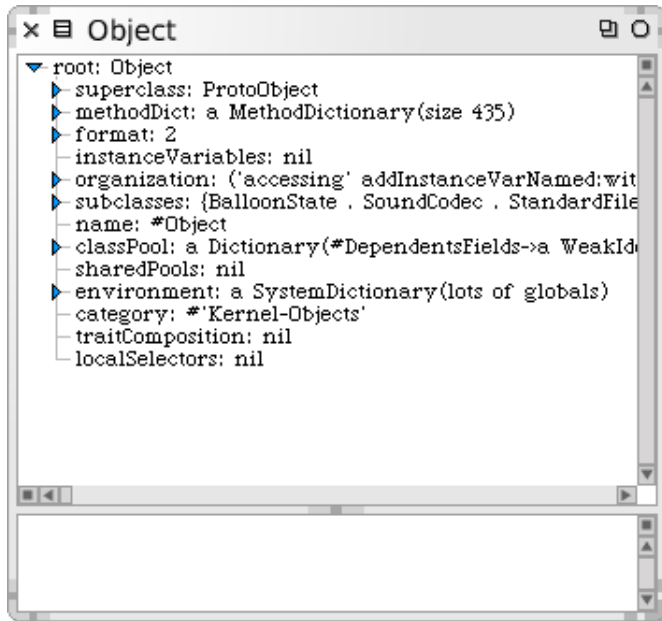 Object
root: Object
superclass: ProtoObject
methodDict: a MethodDictionary(size 435)
format: 2
instanceVariables: nil
organization: ('accessing' addInstanceVarNamed:wit
subclasses: {BalloonState . SoundCodec . StandardFile
name: #Object
classPool: a Dictionary(#DependentsFields->a WeakId
sharedPools: nil
environment: a SystemDictionary(lots of globals)
category: #'Kernel-Objects'
traitComposition: nil
localSelectors: nil